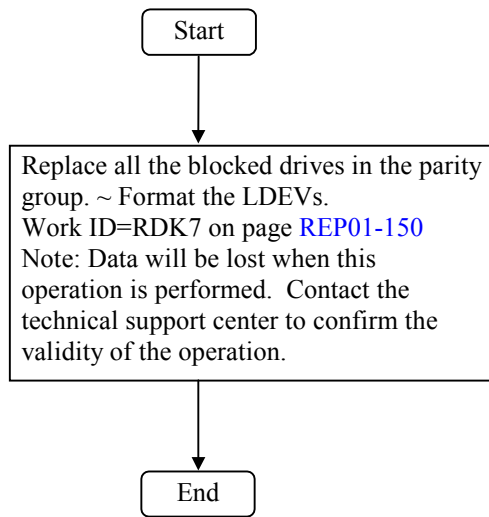 Start
Replace all the blocked drives in the parity
group. ~ Format the LDEVs.
Work ID=RDK7 on page REP01-150
Note: Data will be lost when this
operation is performed.  Contact the
technical support center to confirm the
validity of the operation.
End